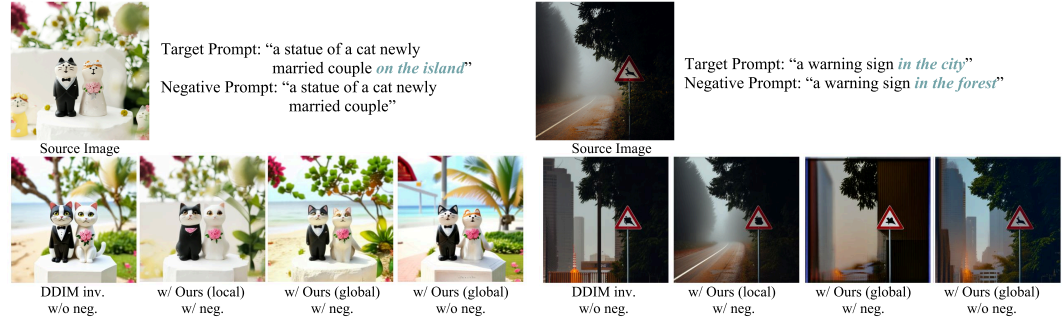 Target Prompt: “a statue of a cat newly
married couple on the island”
Negative Prompt: “a statue of a cat newly
married couple”
Source Image
DDIM inv.
w/o neg.
w/ Ours (local)
w/ neg.
w/ Ours (global)
w/ neg.
w/ Ours (global)
w/o neg.
Target Prompt: “a warning sign in the city”
Negative Prompt: “a warning sign in the forest”
Source Image
DDIM inv.
w/o neg.
w/ Ours (local)
w/ neg.
w/ Ours (global)
w/ neg.
w/ Ours (global)
w/o neg.